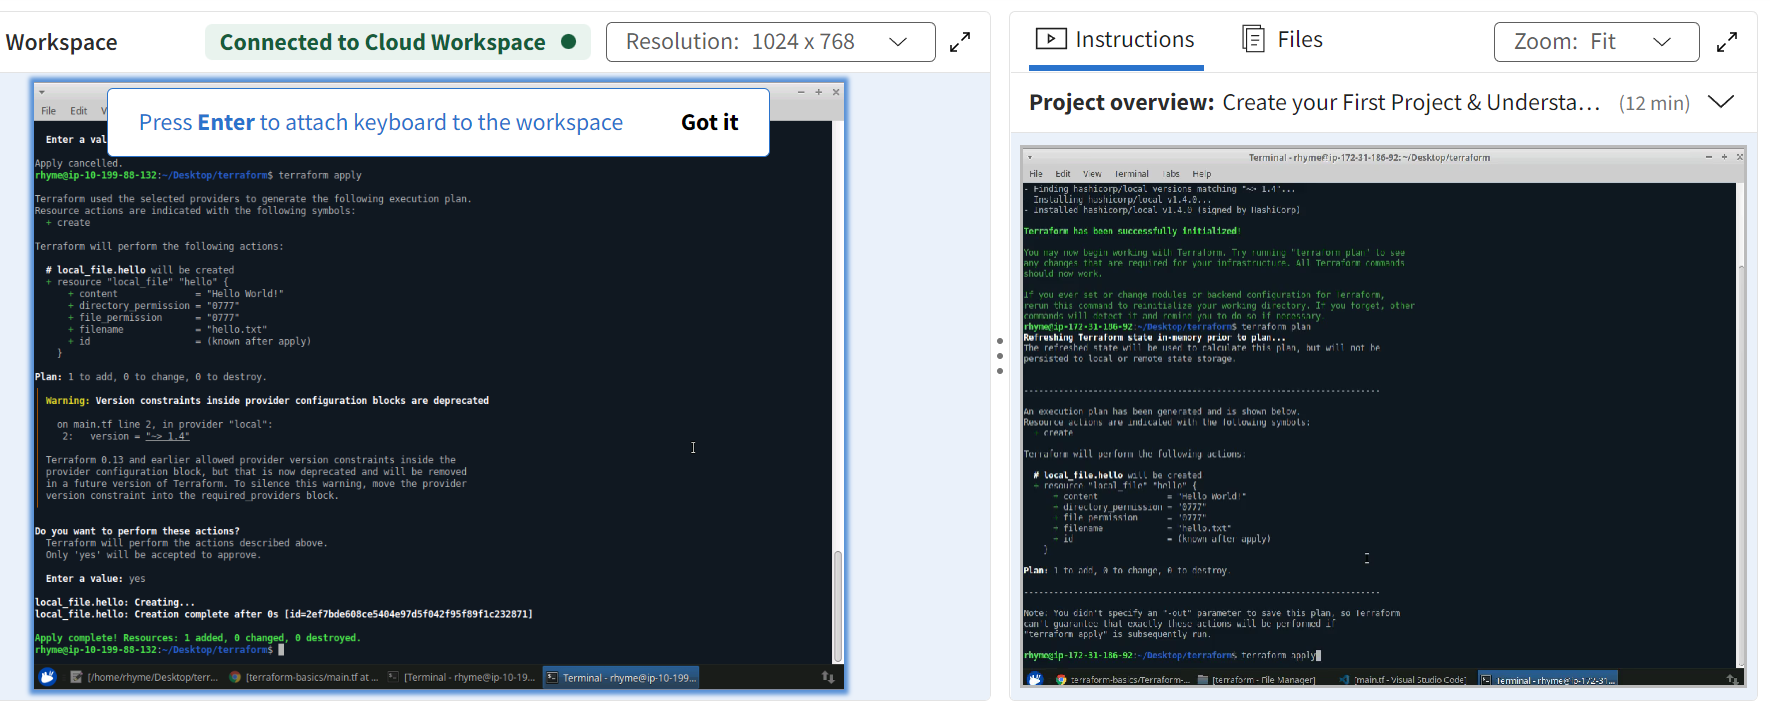 Workspace
Connected to Cloud Workspace
Resolution: 1024 x 768
File Edit V
Press Enter to attach keyboard to the workspace
Got it
Enter a val
Apply cancelled.
rhyme@ip-10-199-88-132:~/Desktop/terraform$ terraform apply
Terraform used the selected providers to generate the following execution plan.
Resource actions are indicated with the following symbols:
+ create
Terraform will perform the following actions:
# local_file.hello will be created
+ resource "local_file" "hello" {
+ content = "Hello World!"
+ directory_permission = "0777"
+ file_permission = "0777"
+ filename = "hello.txt"
+ id = (known after apply)
}
Plan: 1 to add, 0 to change, 0 to destroy.
Warning: Version constraints inside provider configuration blocks are deprecated
on main.tf line 2, in provider "local":
2: version = "~> 1.4"
Terraform 0.13 and earlier allowed provider version constraints inside the
provider configuration block, but that is now deprecated and will be removed
in a future version of Terraform. To silence this warning, move the provider
version constraint into the required_providers block.
Do you want to perform these actions?
Terraform will perform the actions described above.
Only 'yes' will be accepted to approve.
Enter a value: yes
local_file.hello: Creating...
local_file.hello: Creation complete after 0s [id=2ef7bde608ce5404e97d5f042f95f89f1c232871]
Apply complete! Resources: 1 added, 0 changed, 0 destroyed.
rhyme@ip-10-199-88-132:~/Desktop/terraform$
[/home/rhyme/Desktop/terr... [terraform-basics/main.tf at ... [Terminal - rhyme@ip-10-19... Terminal - rhyme@ip-10-199...
Instructions Files
Zoom: Fit
Project overview: Create your First Project & Understa... (12 min)
Terminal - rhyme@ip-172-31-186-92:~/Desktop/terraform
File Edit View Terminal Tabs Help
- Finding hashicorp/local versions matching "~> 1.4"...
- Installing hashicorp/local v1.4.0...
- Installed hashicorp/local v1.4.0 (signed by HashiCorp)
Terraform has been successfully initialized!
You may now begin working with Terraform. Try running "terraform plan" to see
any changes that are required for your infrastructure. All Terraform commands
should now work.
If you ever set or change modules or backend configuration for Terraform,
rerun this command to reinitialize your working directory. If you forget, other
commands will detect it and remind you to do so if necessary.
rhyme@ip-172-31-186-92:~/Desktop/terraform$ terraform plan
Refreshing Terraform state in-memory prior to plan...
The refreshed state will be used to calculate this plan, but will not be
persisted to local or remote state storage.
------------------------------------------------------------------------
An execution plan has been generated and is shown below.
Resource actions are indicated with the following symbols:
+ create
Terraform will perform the following actions:
# local_file.hello will be created
+ resource "local_file" "hello" {
+ content = "Hello World!"
+ directory_permission = "0777"
+ file_permission = "0777"
+ filename = "hello.txt"
+ id = (known after apply)
}
Plan: 1 to add, 0 to change, 0 to destroy.
------------------------------------------------------------------------
Note: You didn't specify an "-out" parameter to save this plan, so Terraform
can't guarantee that exactly these actions will be performed if
"terraform apply" is subsequently run.
rhyme@ip-172-31-186-92:~/Desktop/terraform$ terraform apply
terraform-basics/Terraform-... [terraform - File Manager] [main.tf - Visual Studio Code] Terminal - rhyme@ip-172-31...